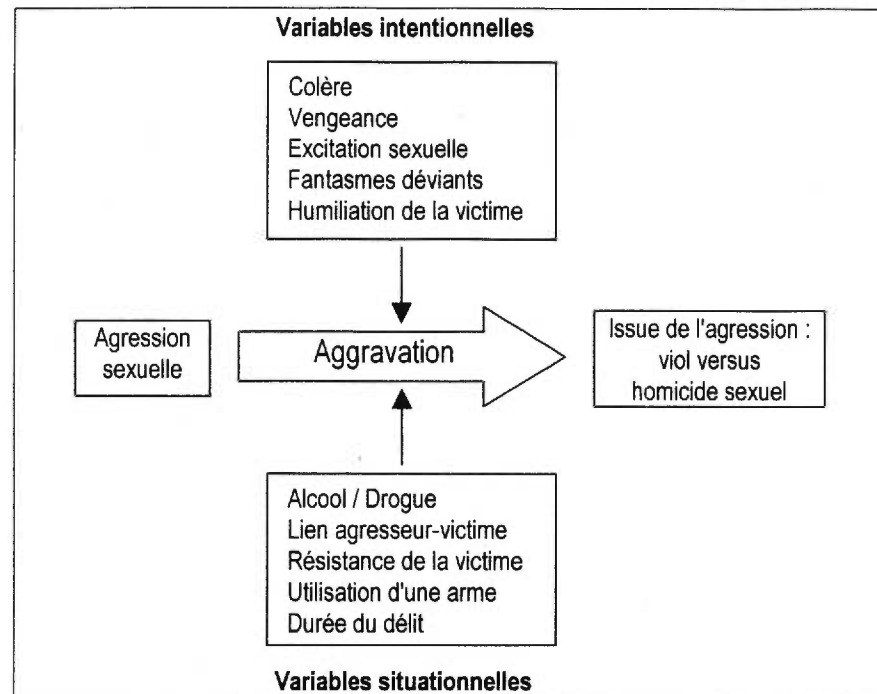 Variables intentionnelles
Colère
Vengeance
Excitation sexuelle
Fantasmes déviants
Humiliation de la victime
Agression
sexuelle
Aggravation
Issue de l'agression :
viol versus
homicide sexuel
Alcool / Drogue
Lien agresseur-victime
Résistance de la victime
Utilisation d'une arme
Durée du délit
Variables situationnelles